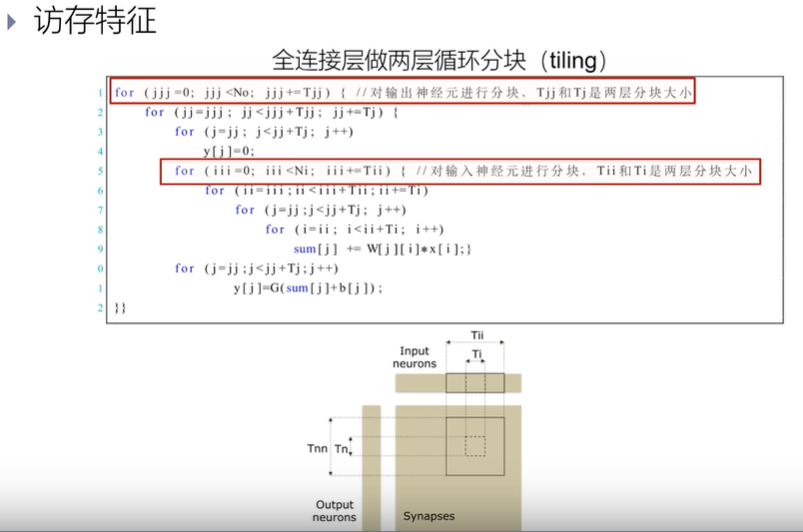 访存特征
全连接层做两层循环分块（tiling）
1 for (jjj=0; jjj<No; jjj+=Tjj) { //对输出神经元进行分块，Tjj和Tj是两层分块大小
2 for (jj=jjj; jj<jjj+Tjj; jj+=Tj) {
3 for (j=jj; j<jj+Tj; j++)
4 y[j]=0;
5 for (iii=0; iii<Ni; iii+=Tii) { //对输入神经元进行分块，Tii和Ti是两层分块大小
6 for (ii=iii;ii<iii+Tii;ii+=Ti)
7 for (j=jj;j<jj+Tj; j++)
8 for (i=ii; i<ii+Ti; i++)
9 sum[j] += W[j][i]*x[i];}
0 for (j=jj;j<jj+Tj;j++)
1 y[j]=G(sum[j]+b[j]);
2 }}
Tii
Input
neurons
Ti
Tnn Tn
Output
neurons
Synapses